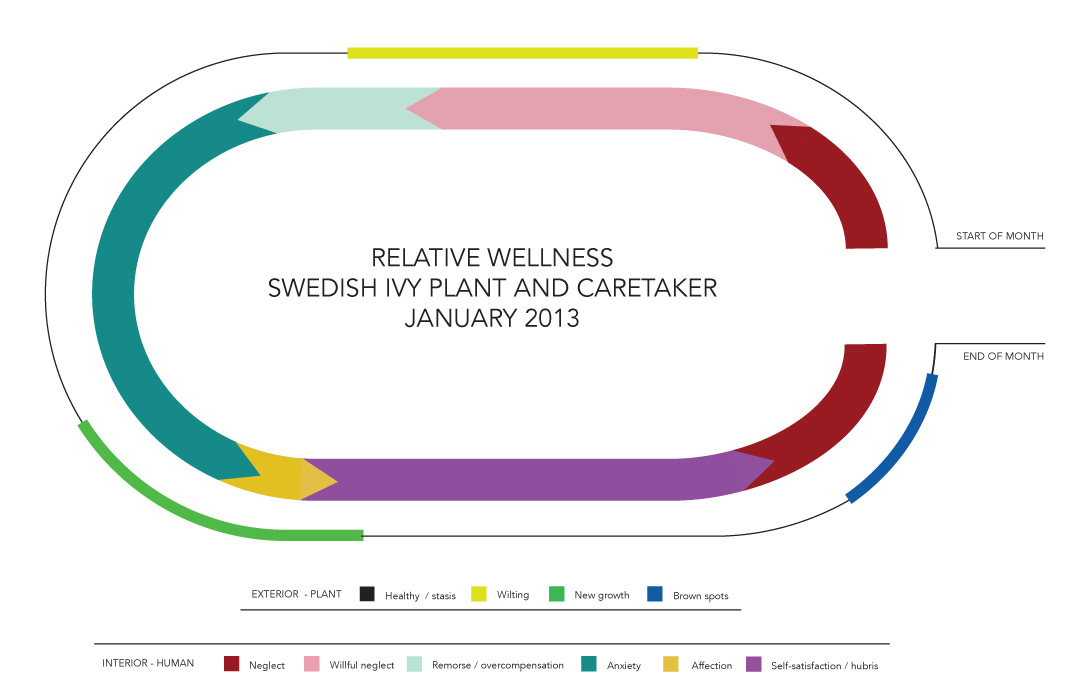 RELATIVE WELLNESS
SWEDISH IVY PLANT AND CARETAKER
JANUARY 2013
START OF MONTH
END OF MONTH
EXTERIOR - PLANT Healthy / stasis Wilting New growth Brown spots
INTERIOR - HUMAN Neglect Willful neglect Remorse / overcompensation Anxiety Affection Self-satisfaction / hubris